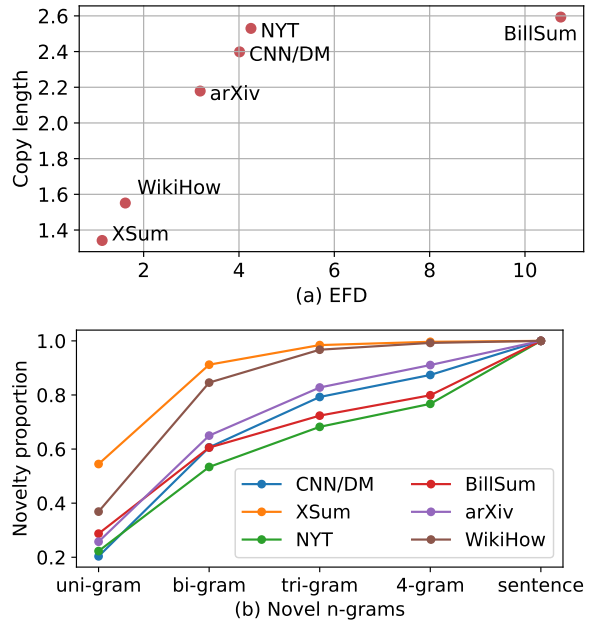 2.6
2.4
2.2
2.0
1.8
1.6
1.4
Copy length
NYT
CNN/DM
BillSum
arXiv
WikiHow
XSum
2 4 6 8 10
(a) EFD
1.0
0.8
0.6
0.4
0.2
Novelty proportion
CNN/DM BillSum
XSum arXiv
NYT WikiHow
uni-gram bi-gram tri-gram 4-gram sentence
(b) Novel n-grams